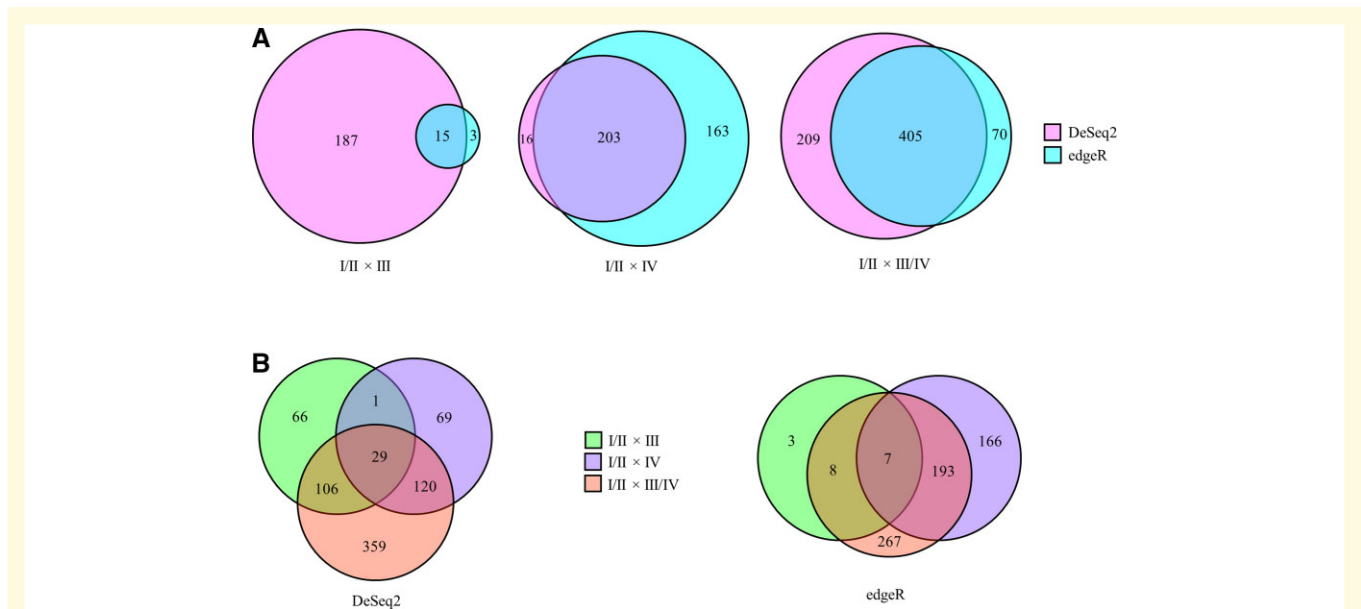 A
187
15
3
16
203
163
209
405
70
DeSeq2
edgeR
I/II × III
I/II × IV
I/II × III/IV
B
66
1
69
29
106
120
359
DeSeq2
I/II × III
I/II × IV
I/II × III/IV
3
8
7
193
166
267
edgeR